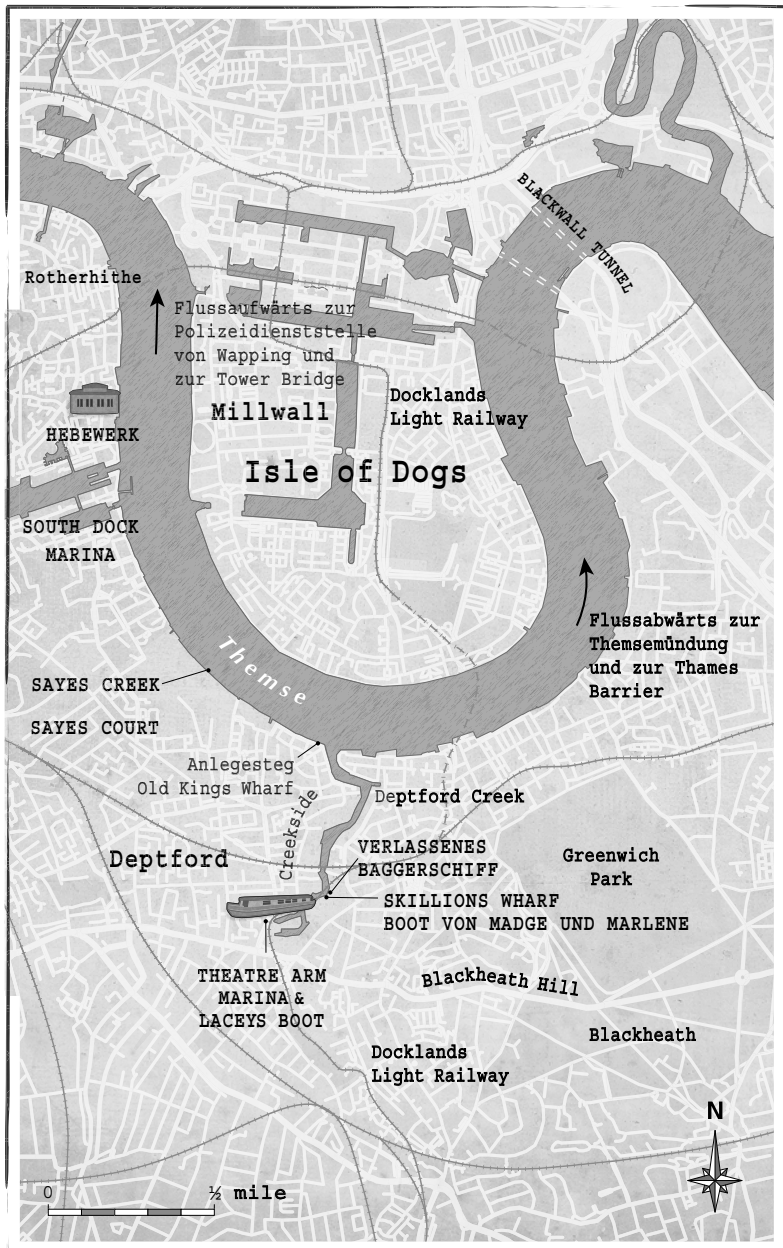 BLACKWALL TUNNEL
Rotherhithe
Flussaufwärts zur
Polizeidienststelle
von Wapping und
zur Tower Bridge
Docklands
Light Railway
Millwall
HEBEWERK
Isle of Dogs
SOUTH DOCK
MARINA
Flussabwärts zur
Themsemündung
und zur Thames
Barrier
Themse
SAYES CREEK
SAYES COURT
Anlegesteg
Old Kings Wharf
Deptford Creek
Creekside
Deptford
VERLASSENES
BAGGERSCHIFF
Greenwich
Park
SKILLIONS WHARF
BOOT VON MADGE UND MARLENE
THEATRE ARM
MARINA &
LACEYS BOOT
Blackheath Hill
Blackheath
Docklands
Light Railway
N
0 ½ mile